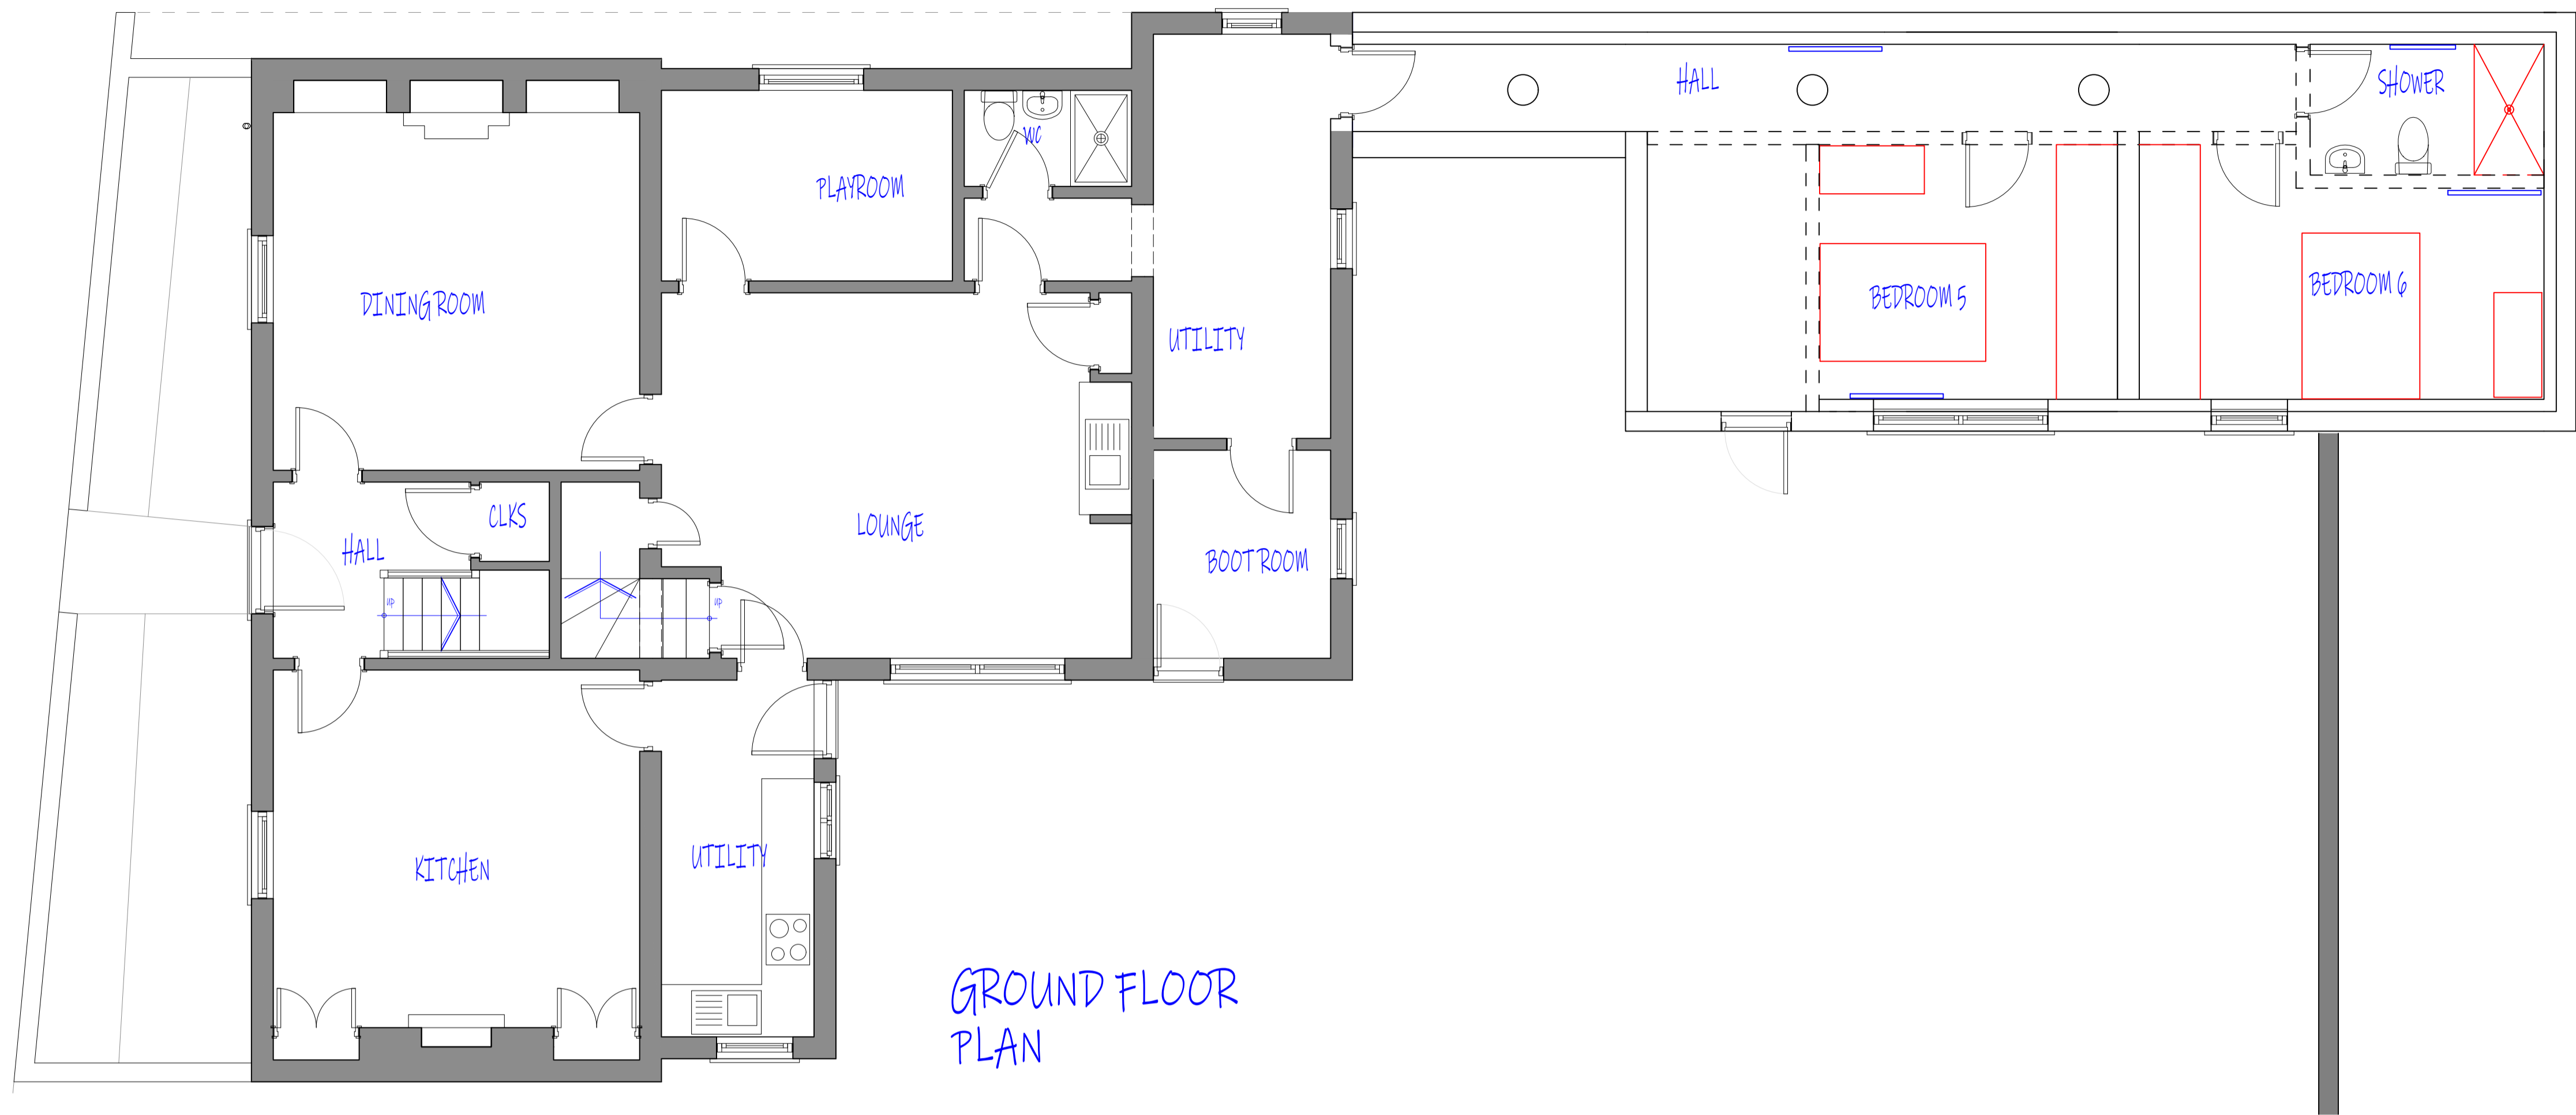 HALL
SHOWER
WC
PLAYROOM
DINING ROOM
BEDROOM 5
BEDROOM 6
UTILITY
CLKS
LOUNGE
HALL
BOOT ROOM
UP
UP
KITCHEN
UTILITY
GROUND FLOOR
PLAN